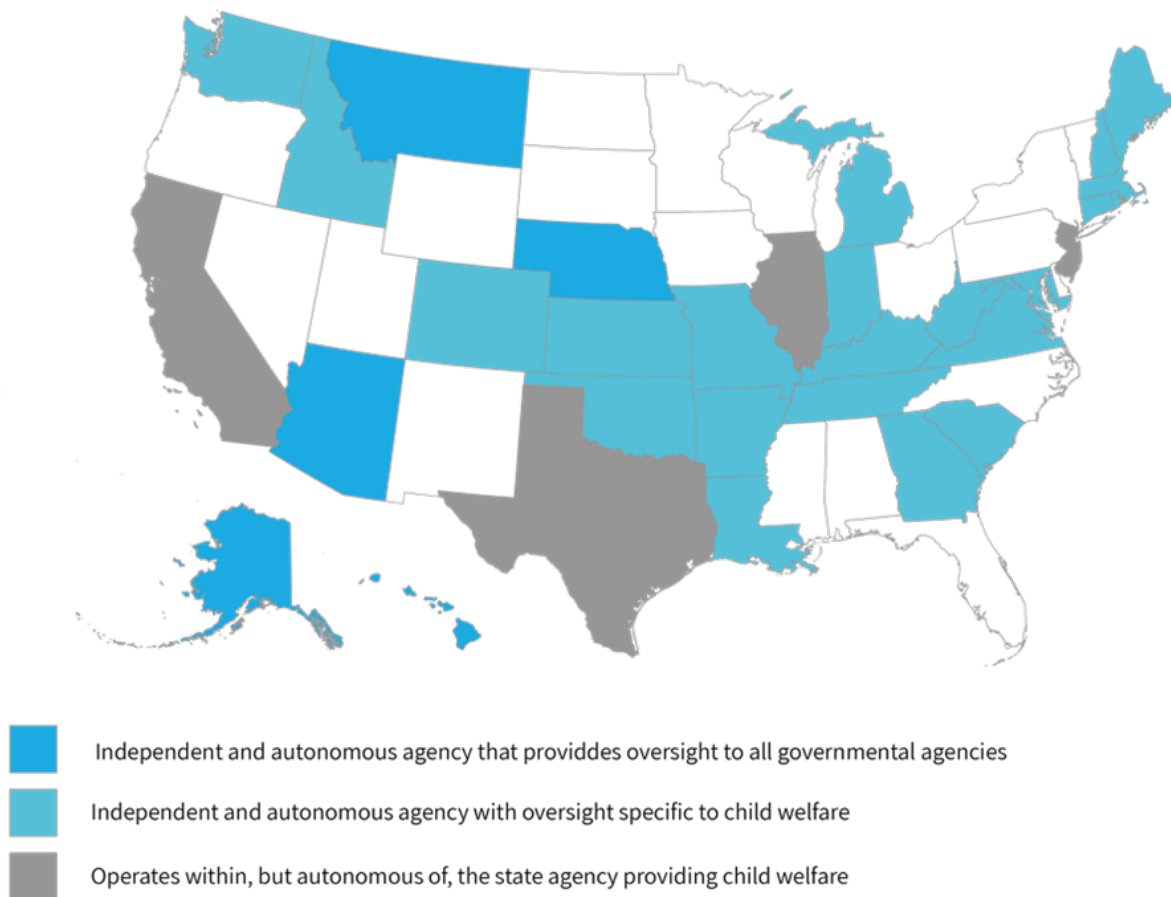 Independent and autonomous agency that providdes oversight to all governmental agencies
Independent and autonomous agency with oversight specific to child welfare
Operates within, but autonomous of, the state agency providing child welfare